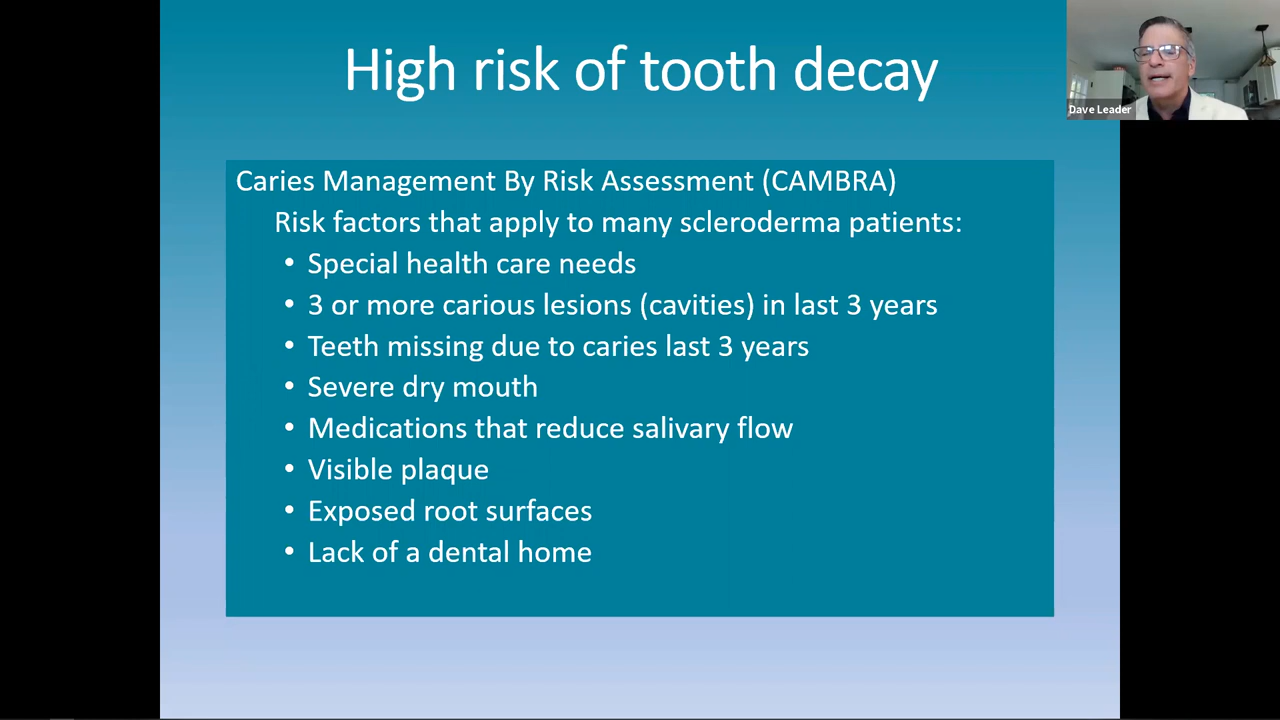 High risk of tooth decay
Dave Leader
Caries Management By Risk Assessment (CAMBRA)
Risk factors that apply to many scleroderma patients:
• Special health care needs
• 3 or more carious lesions (cavities) in last 3 years
• Teeth missing due to caries last 3 years
• Severe dry mouth
• Medications that reduce salivary flow
• Visible plaque
• Exposed root surfaces
• Lack of a dental home